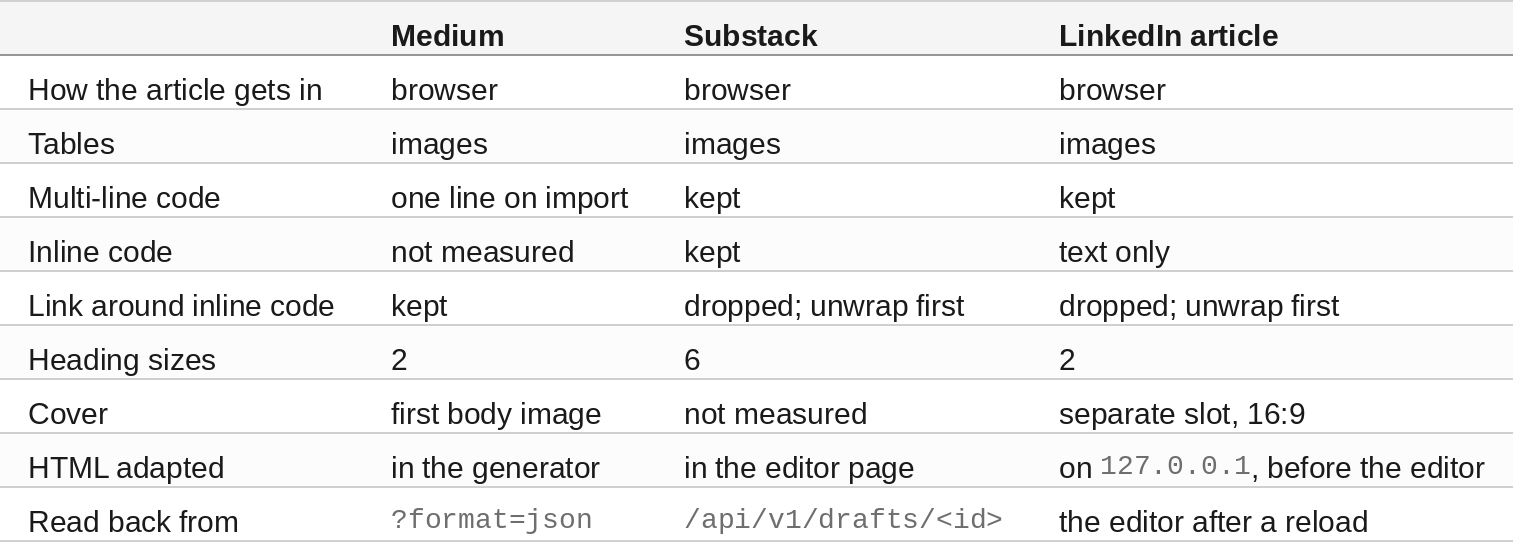 Medium Substack LinkedIn article
How the article gets in browser browser browser
Tables images images images
Multi-line code one line on import kept kept
Inline code not measured kept text only
Link around inline code kept dropped; unwrap first dropped; unwrap first
Heading sizes 2 6 2
Cover first body image not measured separate slot, 16:9
HTML adapted in the generator in the editor page on 127.0.0.1, before the editor
Read back from ?format=json /api/v1/drafts/<id> the editor after a reload